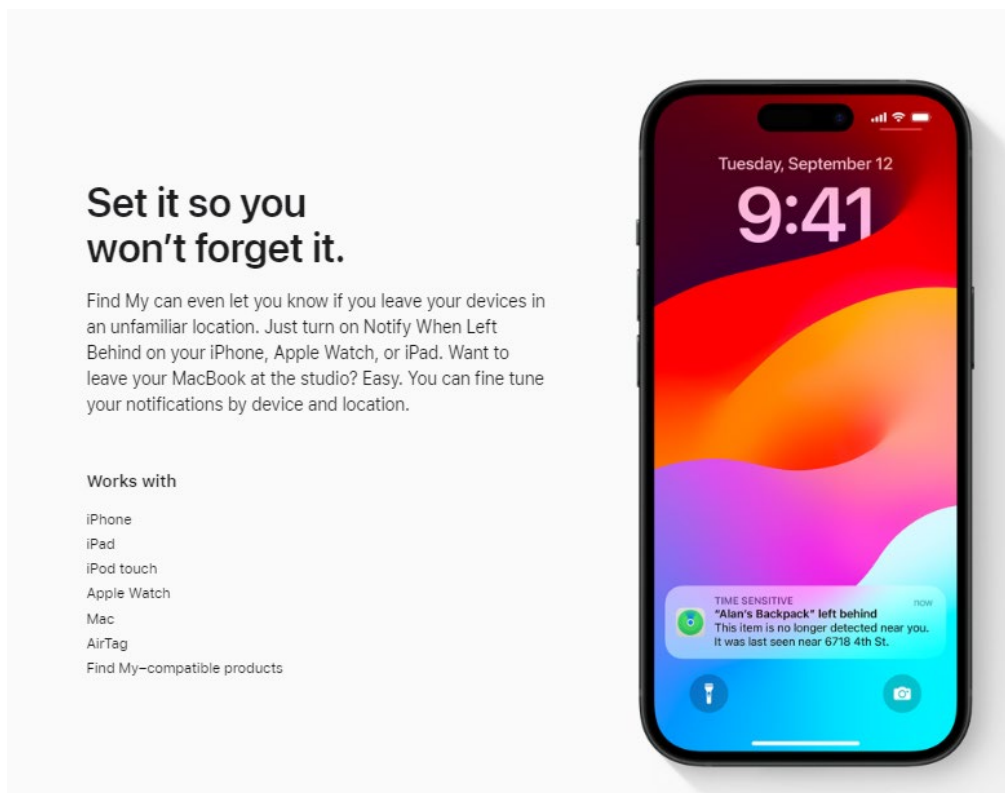 Set it so you
won't forget it.
Find My can even let you know if you leave your devices in
an unfamiliar location. Just turn on Notify When Left
Behind on your iPhone, Apple Watch, or iPad. Want to
leave your MacBook at the studio? Easy. You can fine tune
your notifications by device and location.
Works with
iPhone
iPad
iPod touch
Apple Watch
Mac
AirTag
Find My–compatible products
Tuesday, September 12
9:41
TIME SENSITIVE now
“Alan's Backpack” left behind
This item is no longer detected near you.
It was last seen near 6718 4th St.